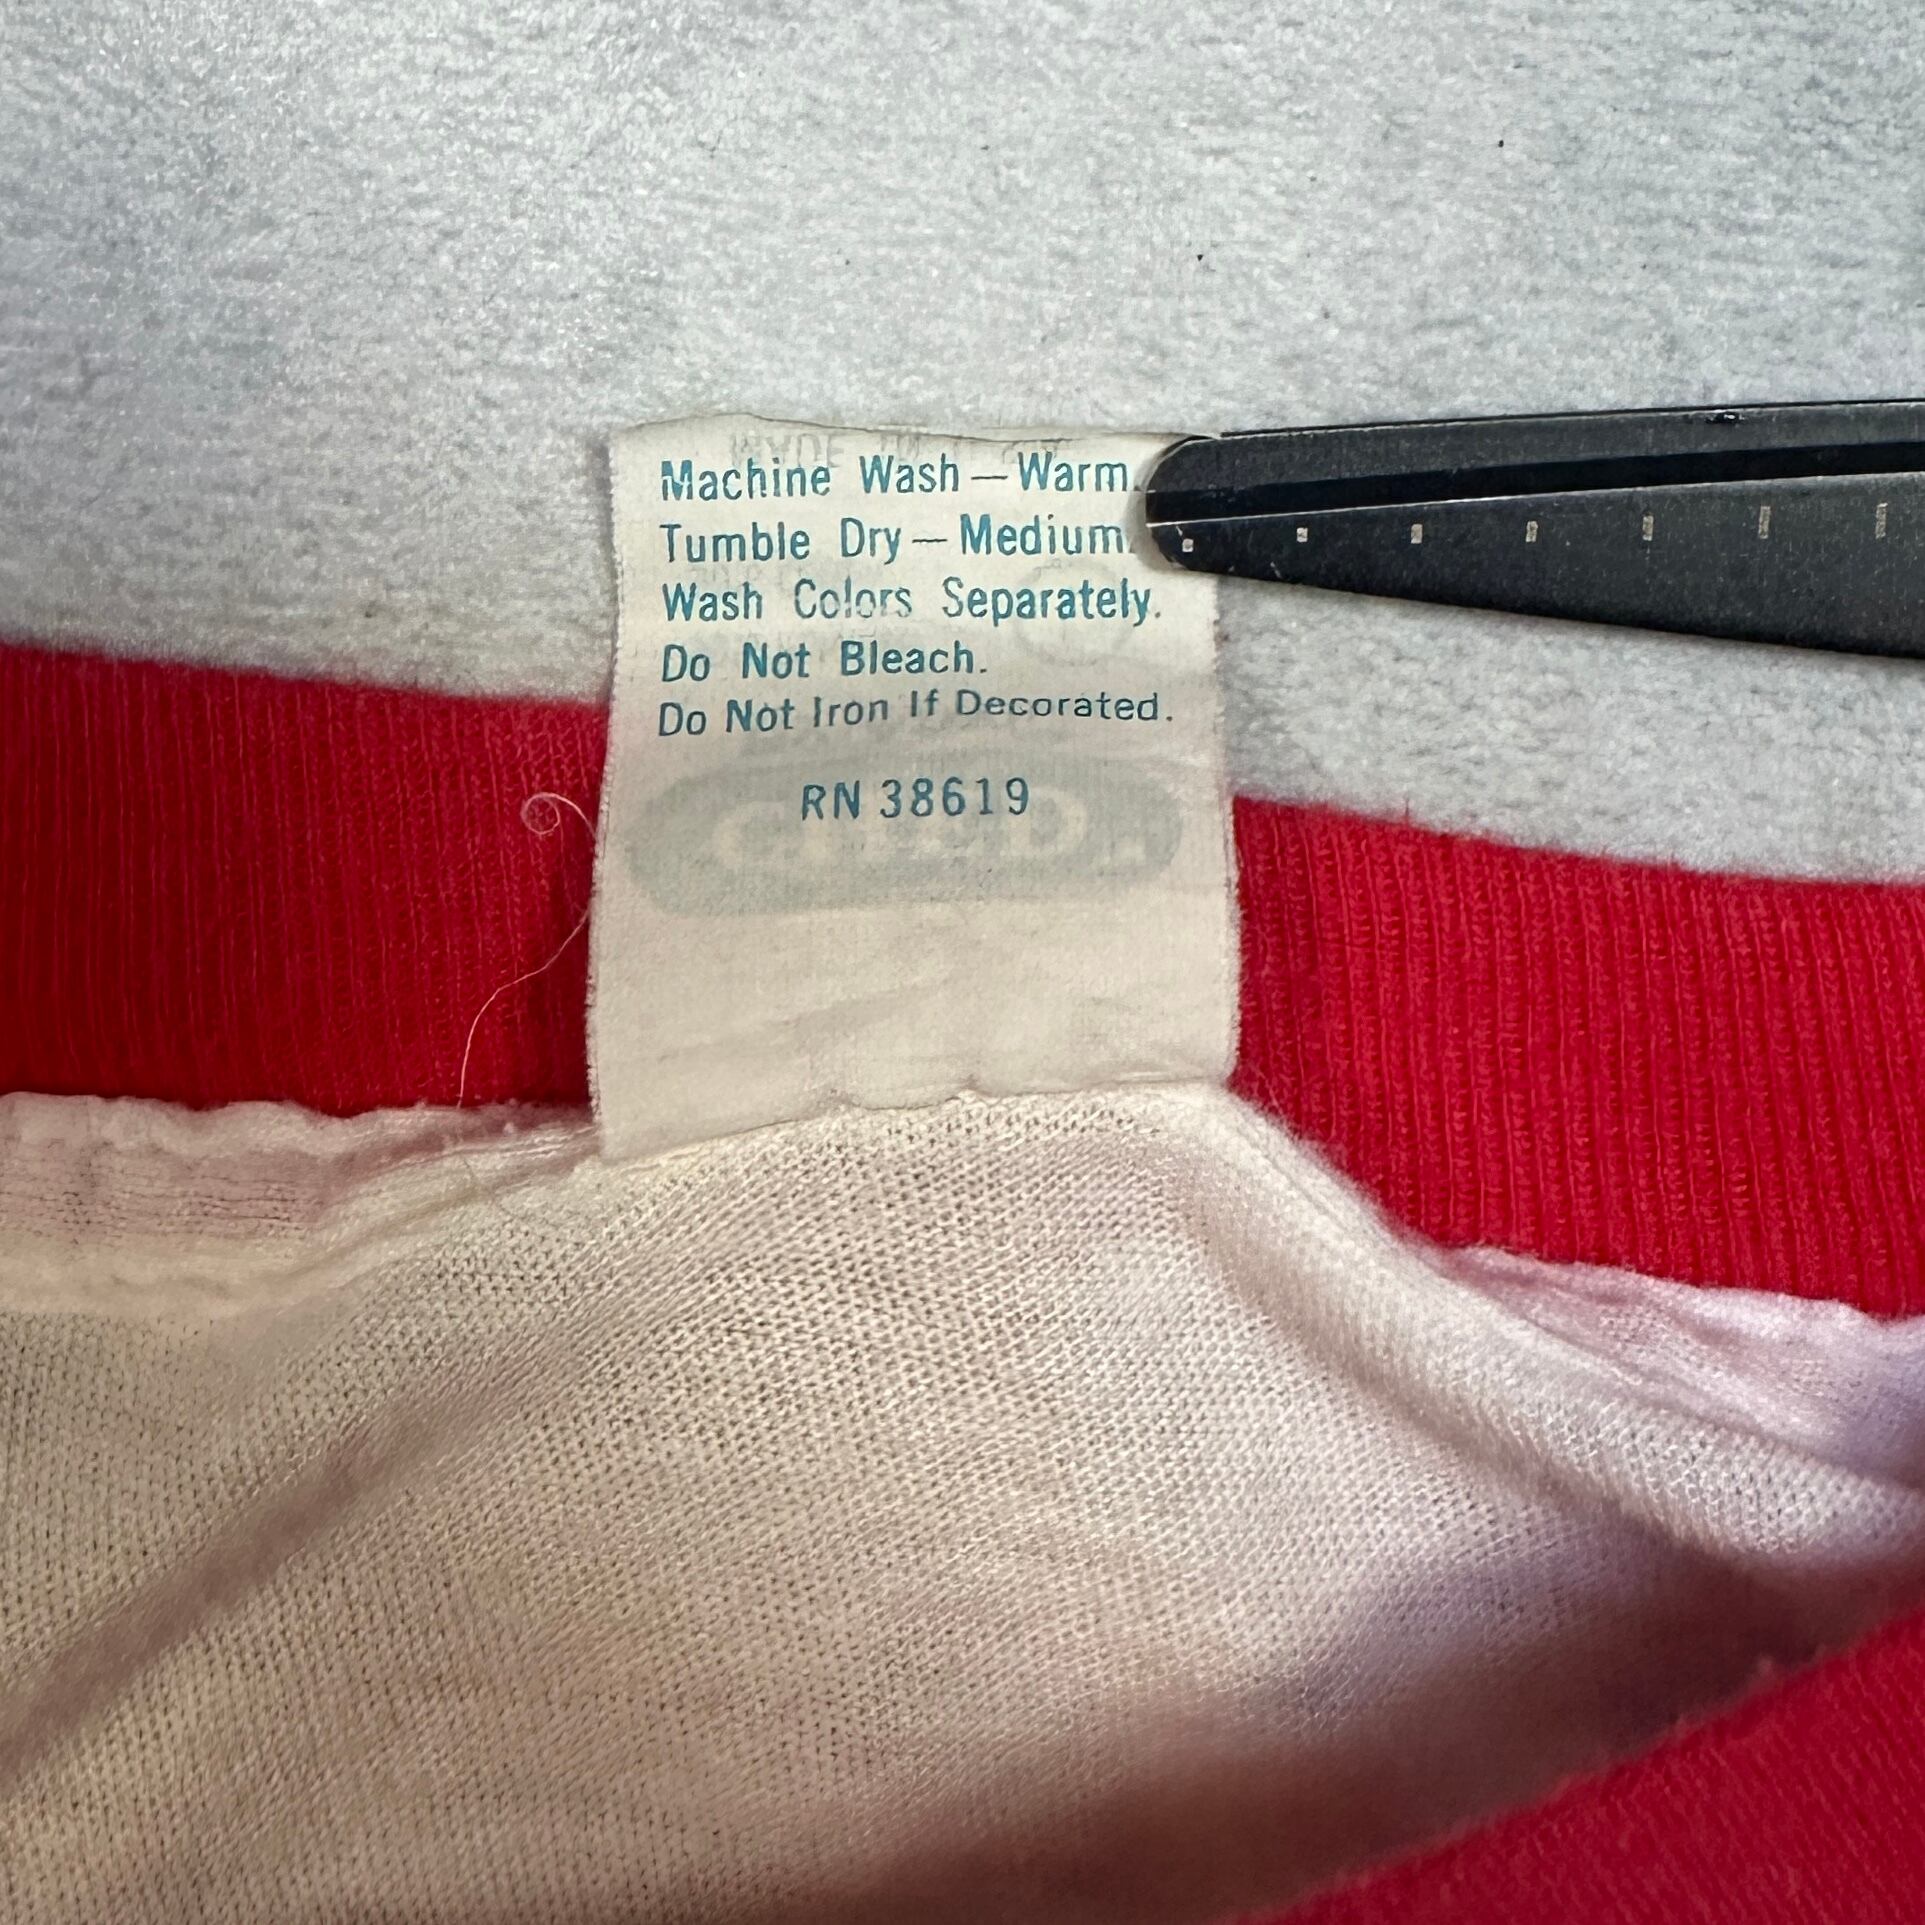 Machine Wash — Warm.
Tumble Dry — Medium.
Wash Colors Separately.
Do Not Bleach.
Do Not Iron If Decorated.
RN 38619